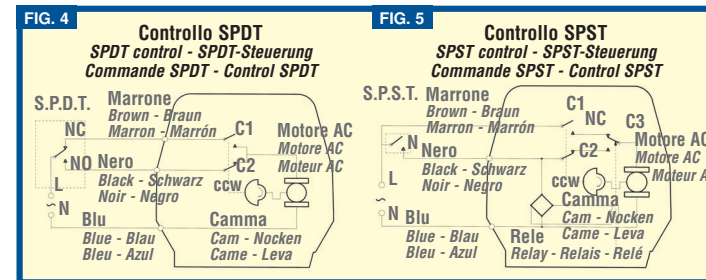 FIG. 4
Controllo SPDT
SPDT control - SPDT-Steuerung
Commande SPDT - Control SPDT
S.P.D.T.
Marrone
Brown - Braun
Marron - Marrón
NC
C1
Motore AC
Motore AC
Moteur AC
NO
Nero
C2
Black - Schwarz
Noir - Negro
ccw
L
~
N
Blu
Blue - Blau
Bleu - Azul
Camma
Cam - Nocken
Came - Leva
FIG. 5
Controllo SPST
SPST control - SPST-Steuerung
Commande SPST - Control SPST
S.P.S.T.
Marrone
Brown - Braun
Marron - Marrón
C1
NC
C3
Motore AC
Motore AC
Moteur A
N
Nero
C2
Black - Schwarz
Noir - Negro
ccw
L
~
N
Blu
Blue - Blau
Bleu - Azul
Camma
Cam - Nocken
Came - Leva
Rele
Relay - Relais - Relé